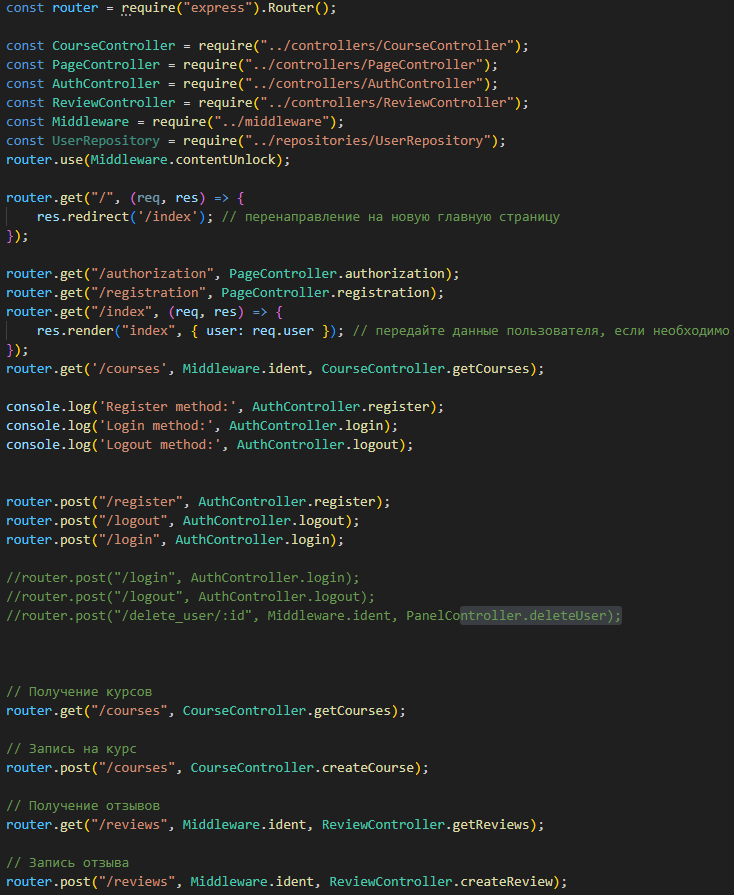 const router = require("express").Router();
const CourseController = require("../controllers/CourseController");
const PageController = require("../controllers/PageController");
const AuthController = require("../controllers/AuthController");
const ReviewController = require("../controllers/ReviewController");
const Middleware = require("../middleware");
const UserRepository = require("../repositories/UserRepository");
router.use(Middleware.contentUnlock);
router.get("/", (req, res) => {
    res.redirect('/index'); // перенаправление на новую главную страницу
});
router.get("/authorization", PageController.authorization);
router.get("/registration", PageController.registration);
router.get("/index", (req, res) => {
    res.render("index", { user: req.user }); // передайте данные пользователя, если необходимо
});
router.get('/courses', Middleware.ident, CourseController.getCourses);
console.log('Register method:', AuthController.register);
console.log('Login method:', AuthController.login);
console.log('Logout method:', AuthController.logout);
router.post("/register", AuthController.register);
router.post("/logout", AuthController.logout);
router.post("/login", AuthController.login);
//router.post("/login", AuthController.login);
//router.post("/logout", AuthController.logout);
//router.post("/delete_user/:id", Middleware.ident, PanelController.deleteUser);
// Получение курсов
router.get("/courses", CourseController.getCourses);
// Запись на курс
router.post("/courses", CourseController.createCourse);
// Получение отзывов
router.get("/reviews", Middleware.ident, ReviewController.getReviews);
// Запись отзыва
router.post("/reviews", Middleware.ident, ReviewController.createReview);